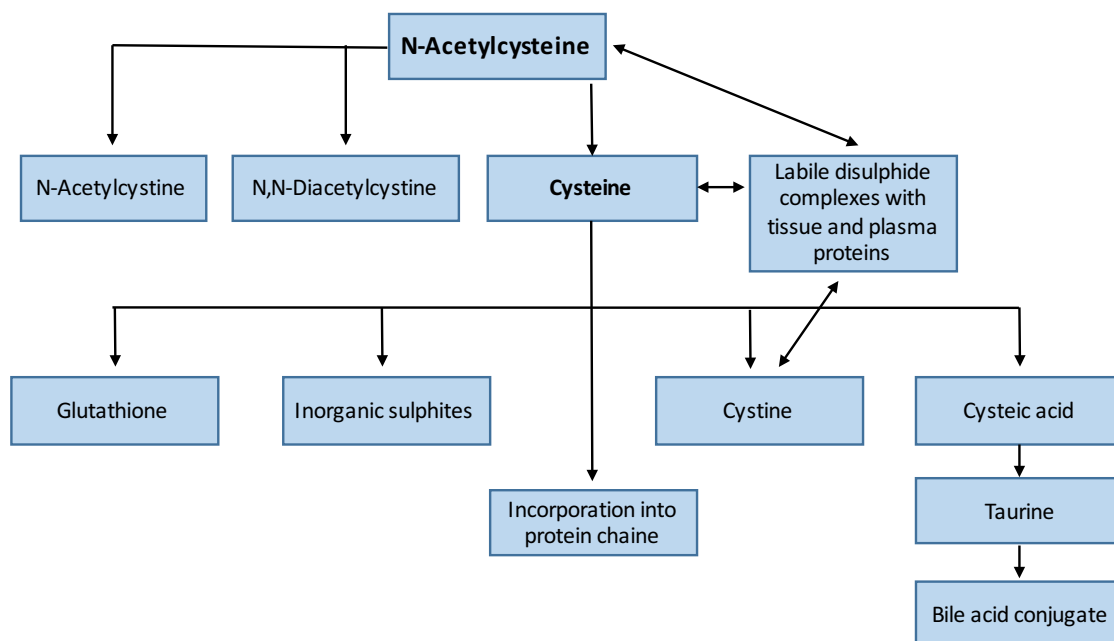 N-Acetylcysteine
N-Acetylcystine
N,N-Diacetylcystine
Cysteine
Labile disulphide
complexes with
tissue and plasma
proteins
Glutathione
Inorganic sulphites
Cystine
Cysteic acid
Incorporation into
protein chaine
Taurine
Bile acid conjugate